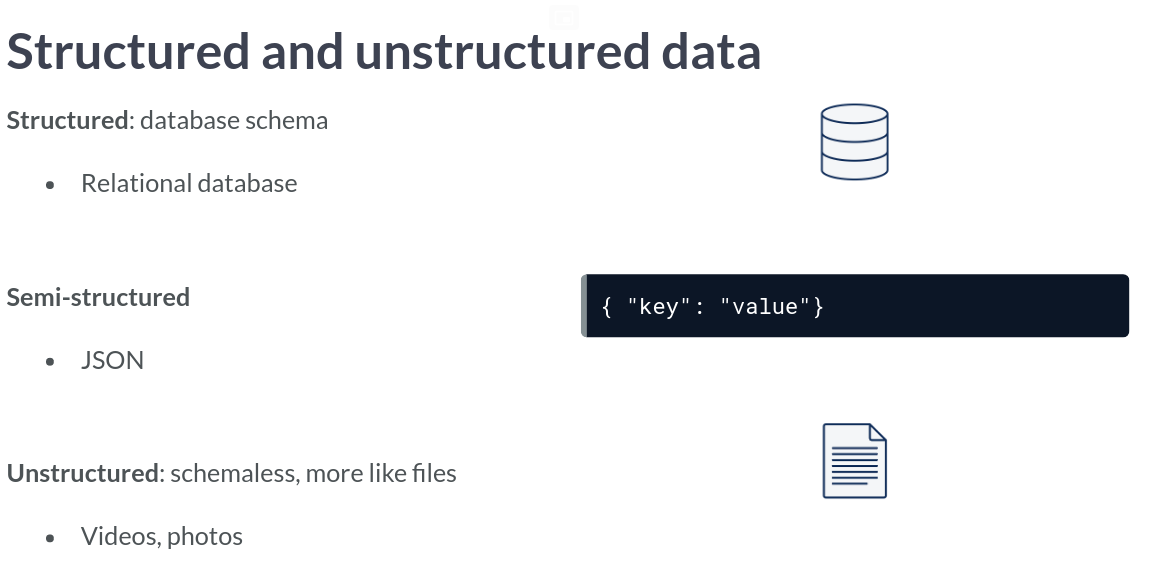 Structured and unstructured data
Structured: database schema
• Relational database
Semi-structured
{ "key": "value"}
• JSON
Unstructured: schemaless, more like files
• Videos, photos